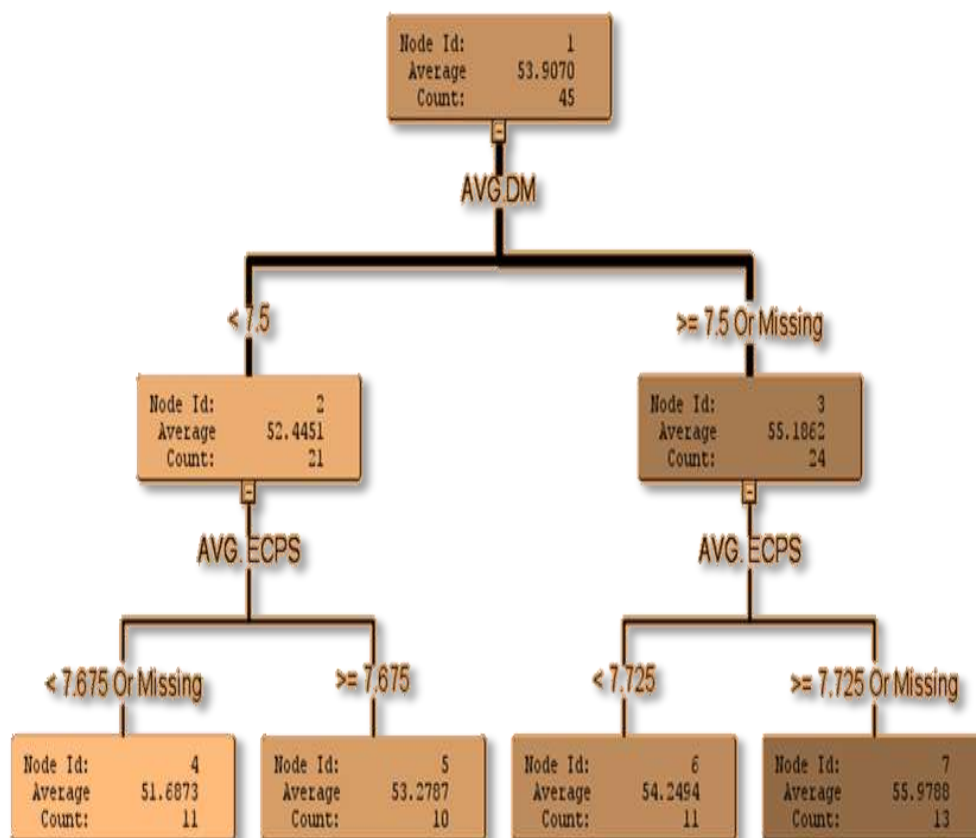 Node Id: 1
Average 53.9070
Count: 45
AVG.DM
< 7.5
>= 7.5 Or Missing
Node Id: 2
Average 52.4451
Count: 21
Node Id: 3
Average 55.1862
Count: 24
AVG. ECPS
AVG. ECPS
< 7.675 Or Missing
>= 7.675
< 7.725
>= 7.725 Or Missing
Node Id: 4
Average 51.6873
Count: 11
Node Id: 5
Average 53.2787
Count: 10
Node Id: 6
Average 54.2494
Count: 11
Node Id: 7
Average 55.9788
Count: 13